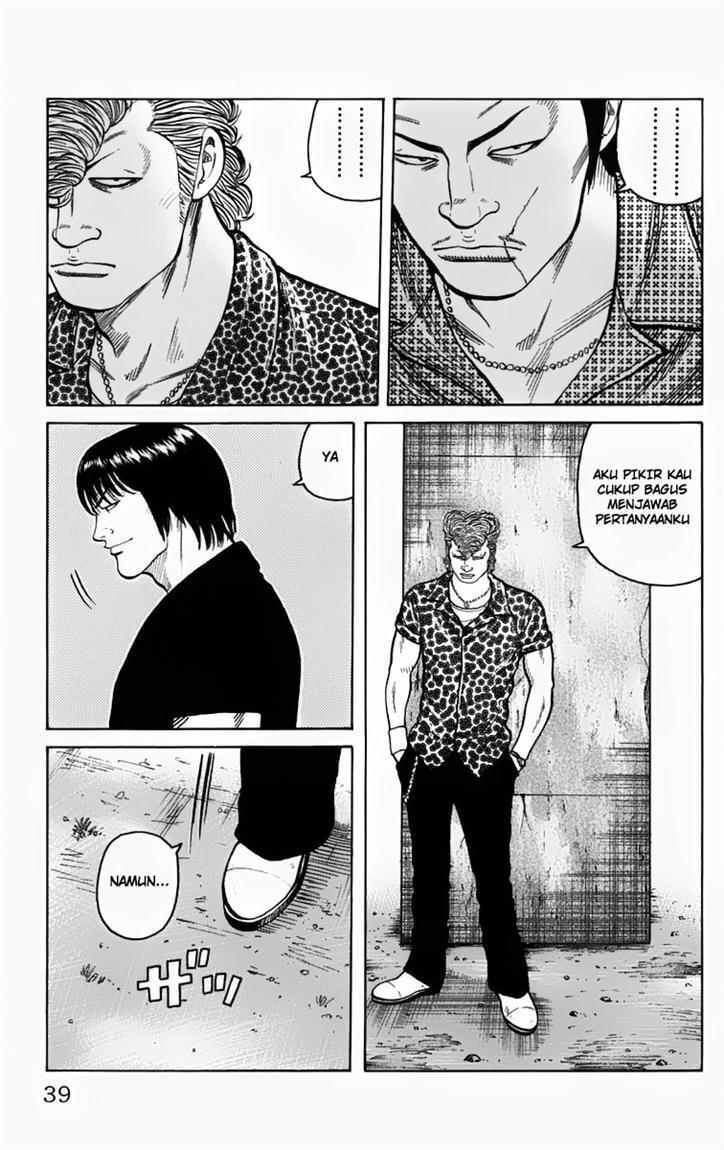 ………
………
………
………
AKU PIKIR KAU
CUKUP BAGUS
MENJAWAB
PERTANYAANKU
YA
NAMUN...
ザッ
39